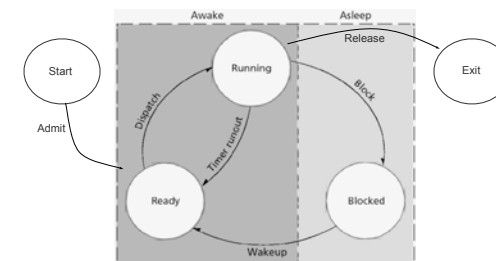 Awake
Asleep
Release
Start
Running
Exit
Block
Dispatch
Timer runout
Admit
Ready
Blocked
Wakeup